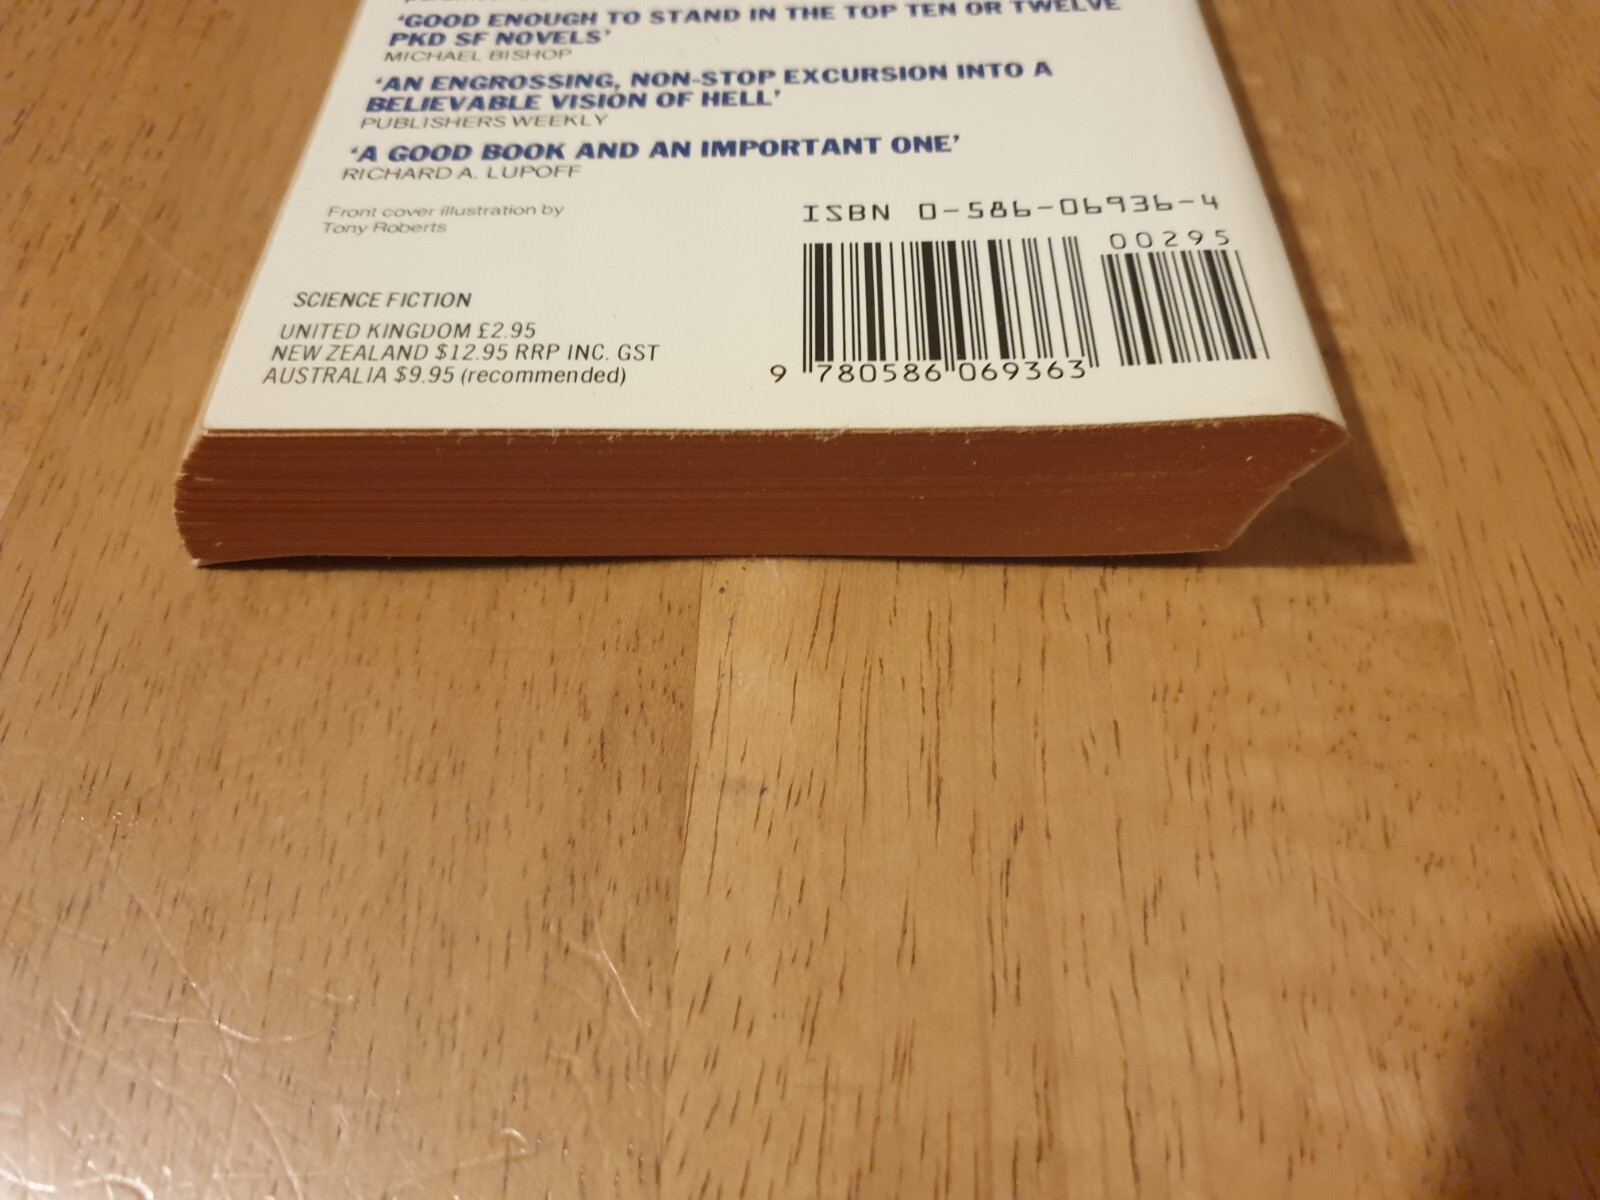 ‘GOOD ENOUGH TO STAND IN THE TOP TEN OR TWELVE
PKD SF NOVELS’
MICHAEL BISHOP
‘AN ENGROSSING, NON-STOP EXCURSION INTO A
BELIEVABLE VISION OF HELL’
PUBLISHERS WEEKLY
‘A GOOD BOOK AND AN IMPORTANT ONE’
RICHARD A. LUPOFF
Front cover illustration by
Tony Roberts
ISBN 0-586-06936-4
00295
SCIENCE FICTION
UNITED KINGDOM £2.95
NEW ZEALAND $12.95 RRP INC. GST
AUSTRALIA $9.95 (recommended)
9 780586 069363